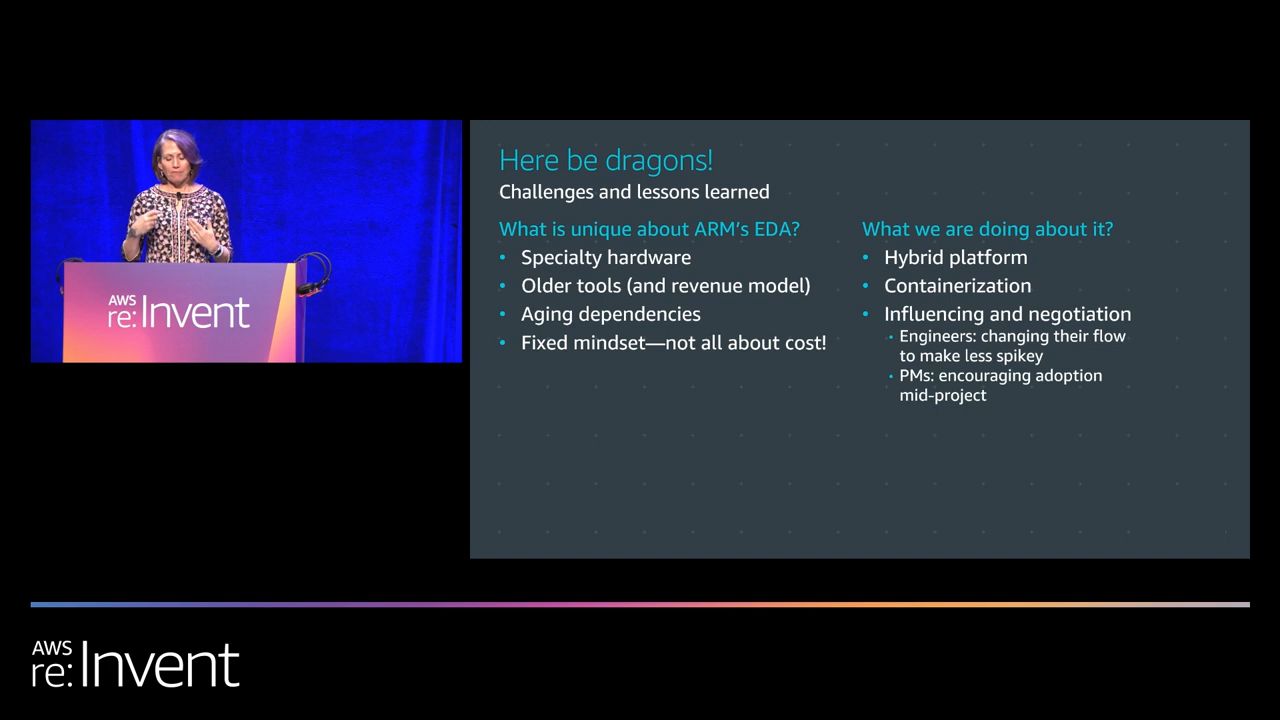 AWS
re:Invent
Here be dragons!
Challenges and lessons learned
What is unique about ARM's EDA?
• Specialty hardware
• Older tools (and revenue model)
• Aging dependencies
• Fixed mindset—not all about cost!
What we are doing about it?
• Hybrid platform
• Containerization
• Influencing and negotiation
• Engineers: changing their flow
to make less spikey
• PMs: encouraging adoption
mid-project
AWS
re:Invent